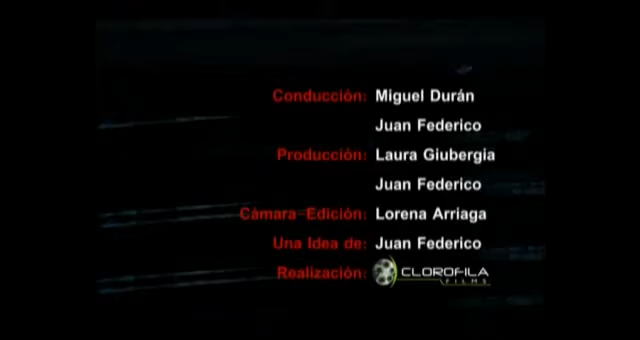 Conducción: Miguel Durán
Juan Federico
Producción: Laura Giubergia
Juan Federico
Cámara-Edición: Lorena Arriaga
Una Idea de: Juan Federico
Realización: CLOROFILA
FILMS